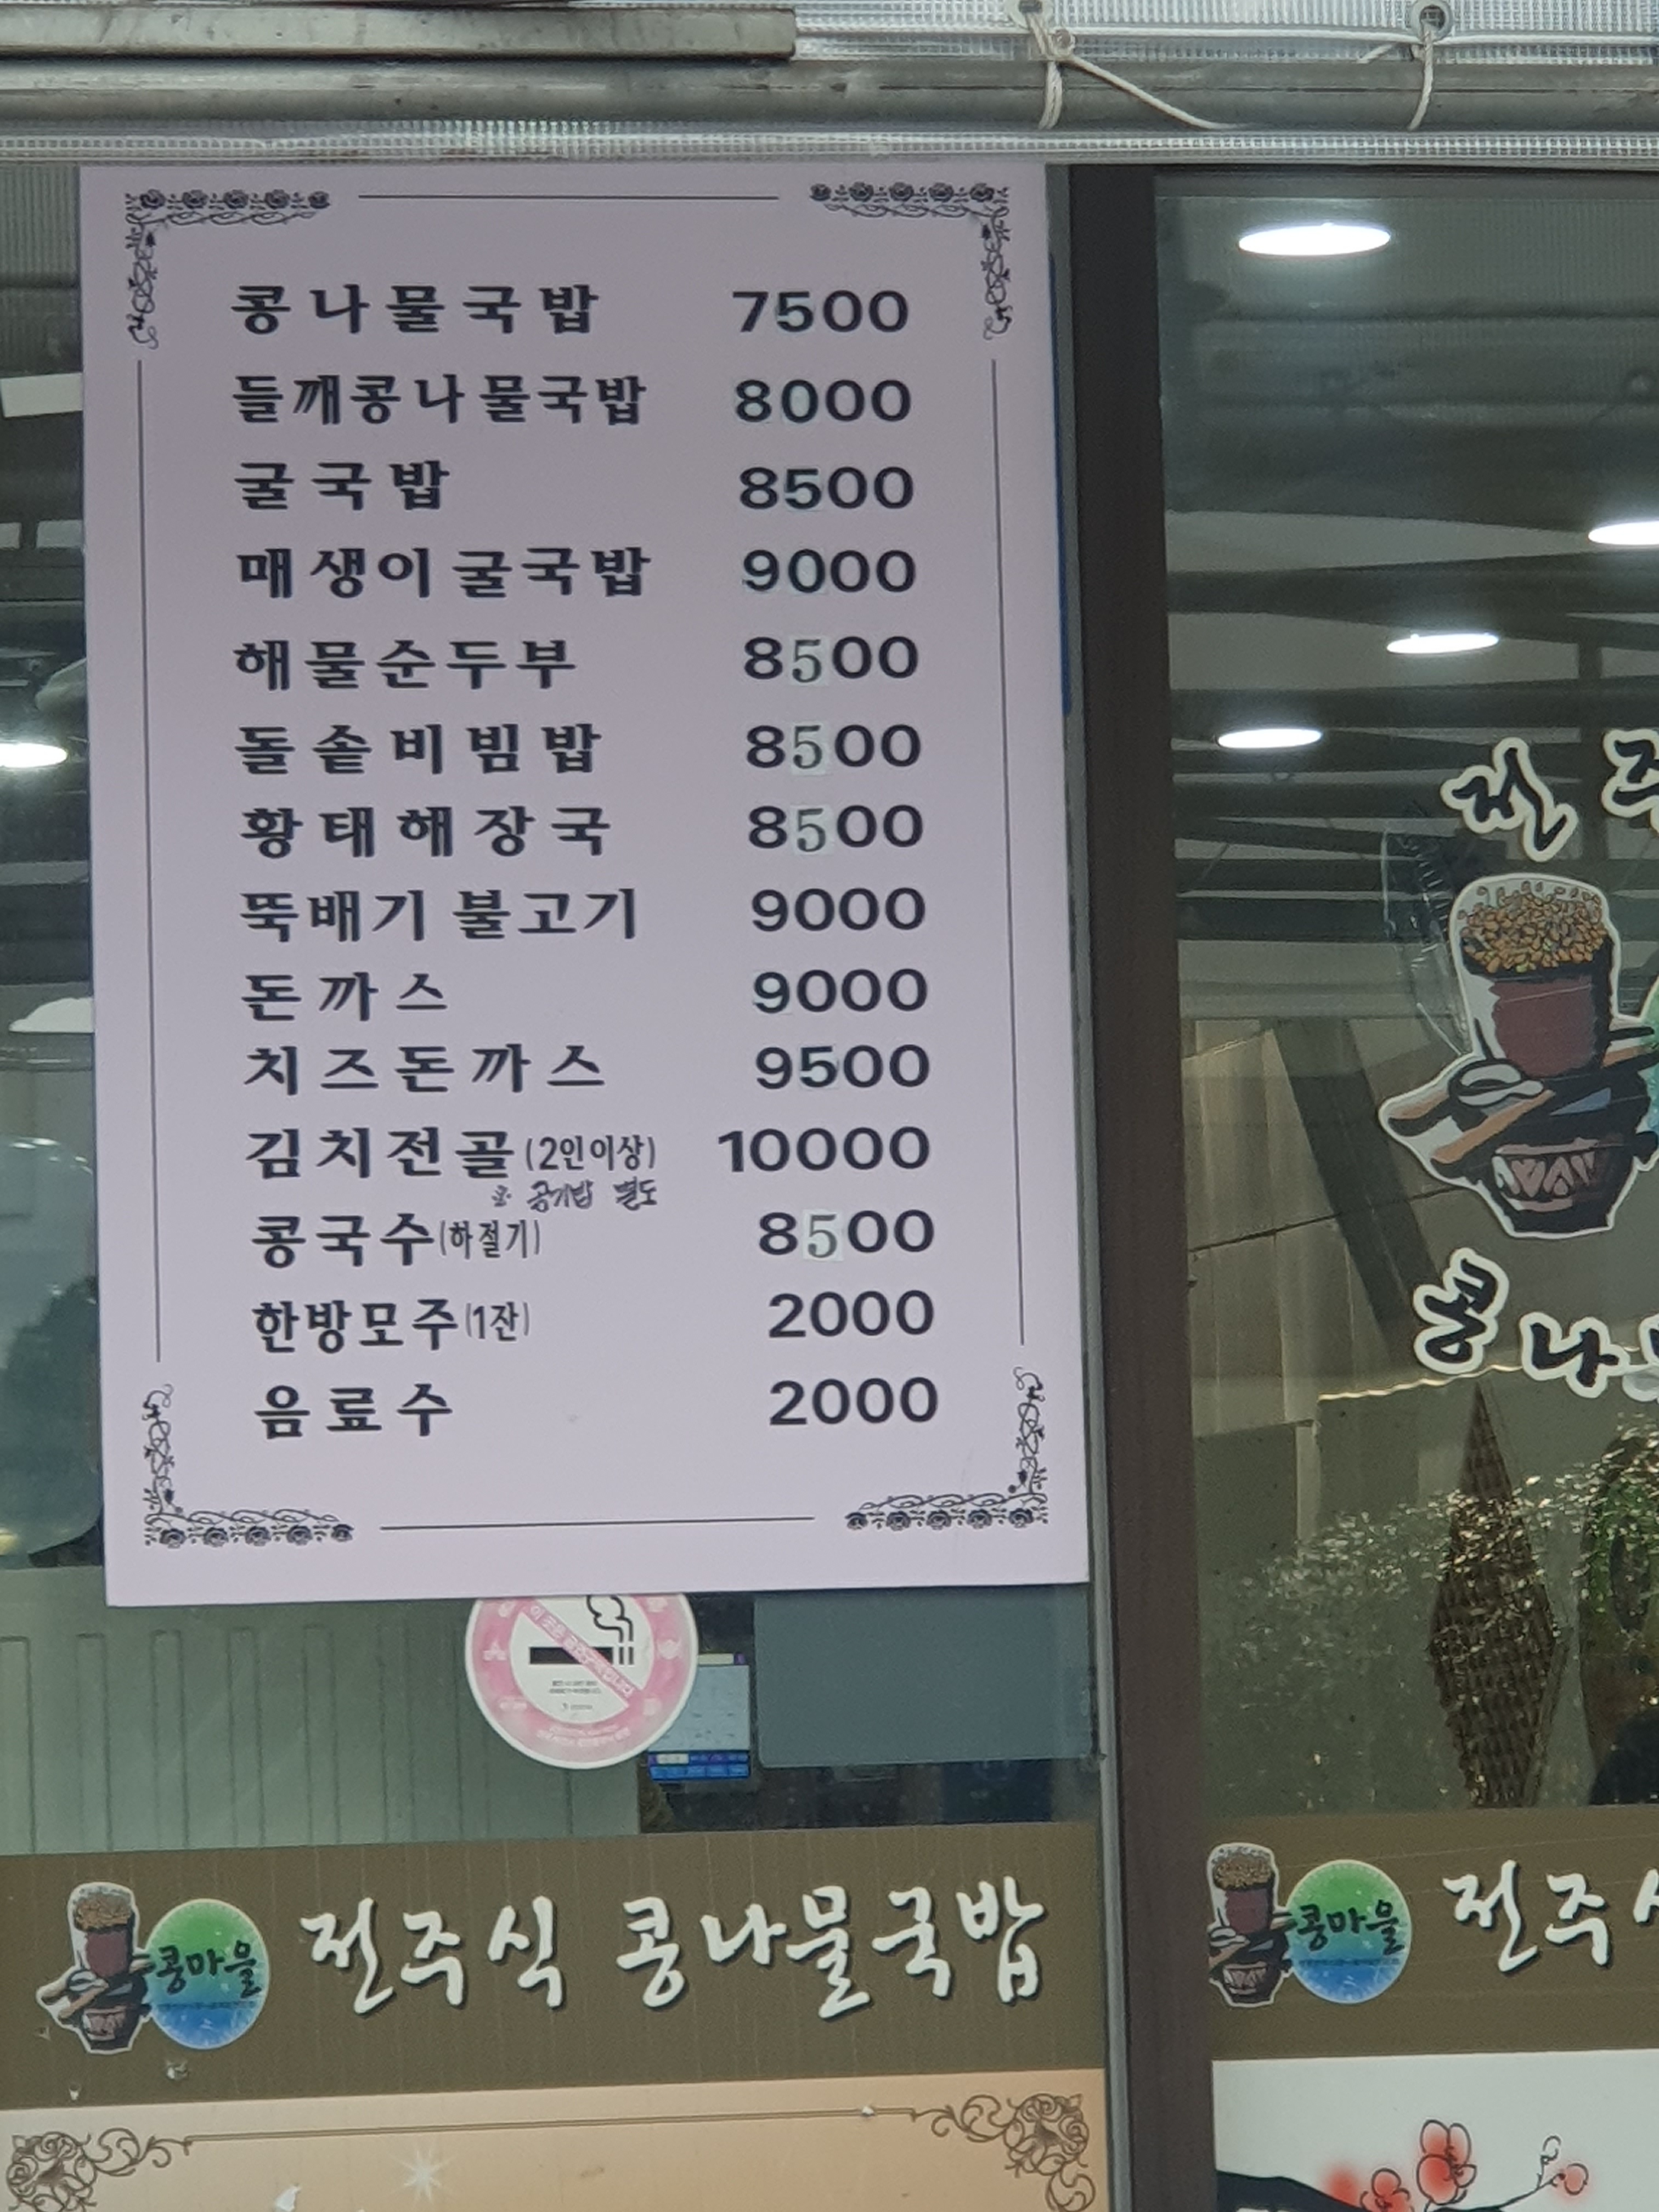 콩나물국밥 7500
들깨콩나물국밥 8000
굴국밥 8500
매생이굴국밥 9000
해물순두부 8500
돌솥비빔밥 8500
황태해장국 8500
뚝배기 불고기 9000
돈까스 9000
치즈돈까스 9500
김치전골(2인이상) 10000
※ 공기밥 별도
콩국수(하절기) 8500
한방모주(1잔) 2000
음료수 2000
전주
콩나
콩마을
전주식 콩나물국밥
콩마을
전주